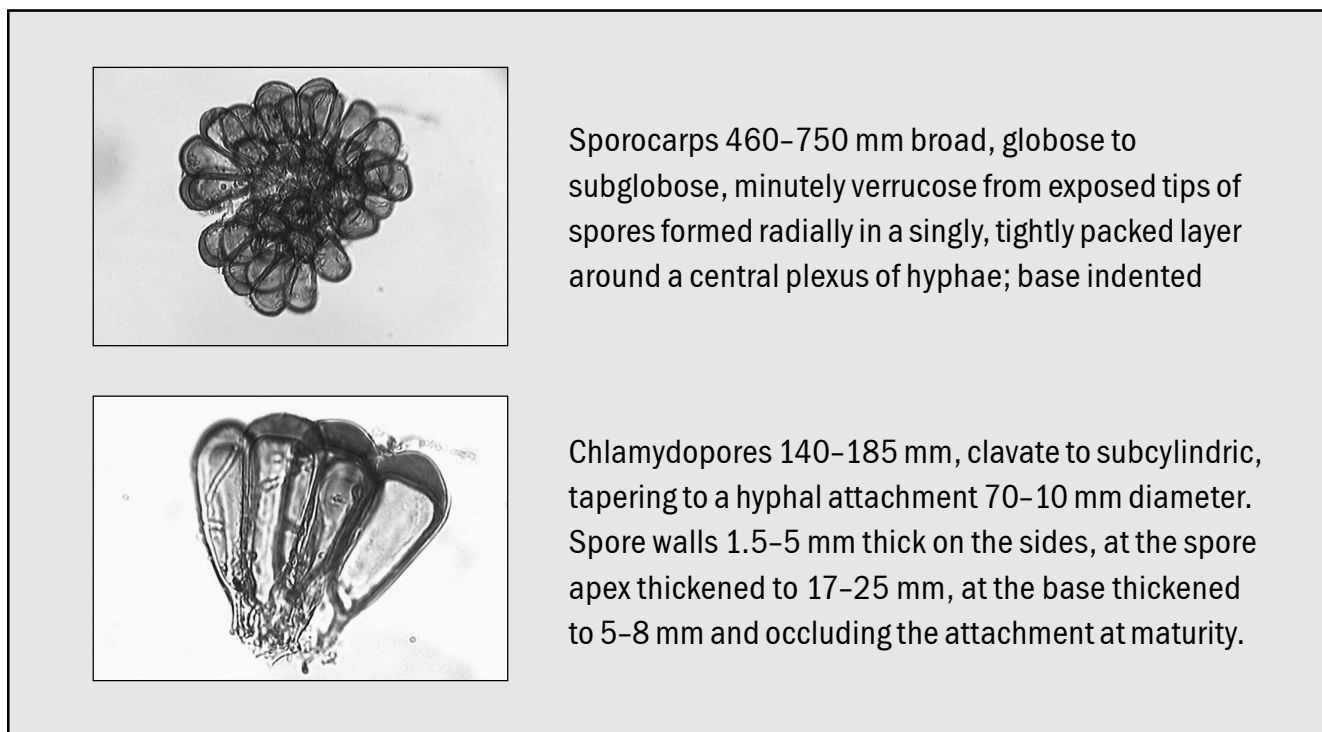 Sporocarps 460–750 mm broad, globose to
subglobose, minutely verrucose from exposed tips of
spores formed radially in a singly, tightly packed layer
around a central plexus of hyphae; base indented
Chlamydopores 140–185 mm, clavate to subcylindric,
tapering to a hyphal attachment 70–10 mm diameter.
Spore walls 1.5–5 mm thick on the sides, at the spore
apex thickened to 17–25 mm, at the base thickened
to 5–8 mm and occluding the attachment at maturity.